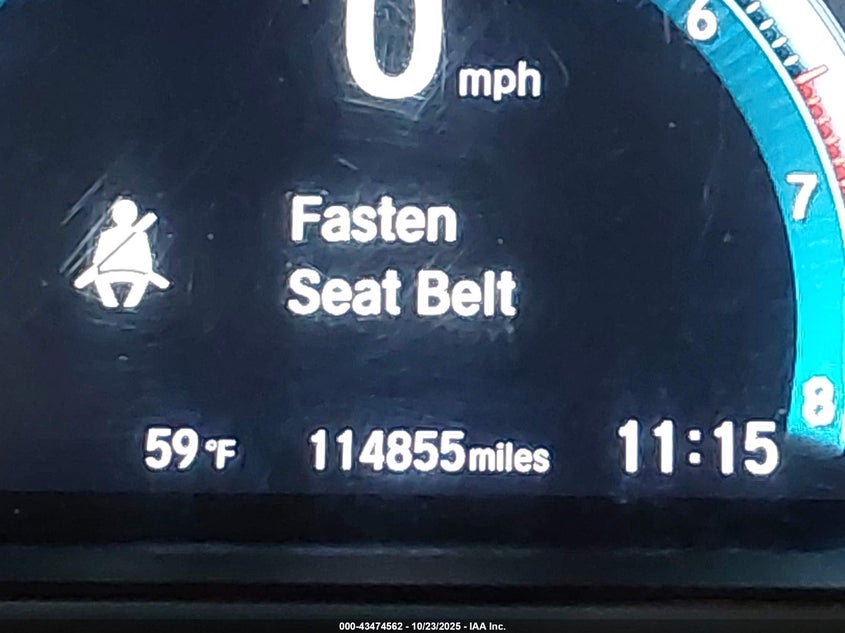 0 mph
6
7
8
Fasten
Seat Belt
59°F 114855miles 11:15
000-43474562 - 10/23/2025 - IAA Inc.